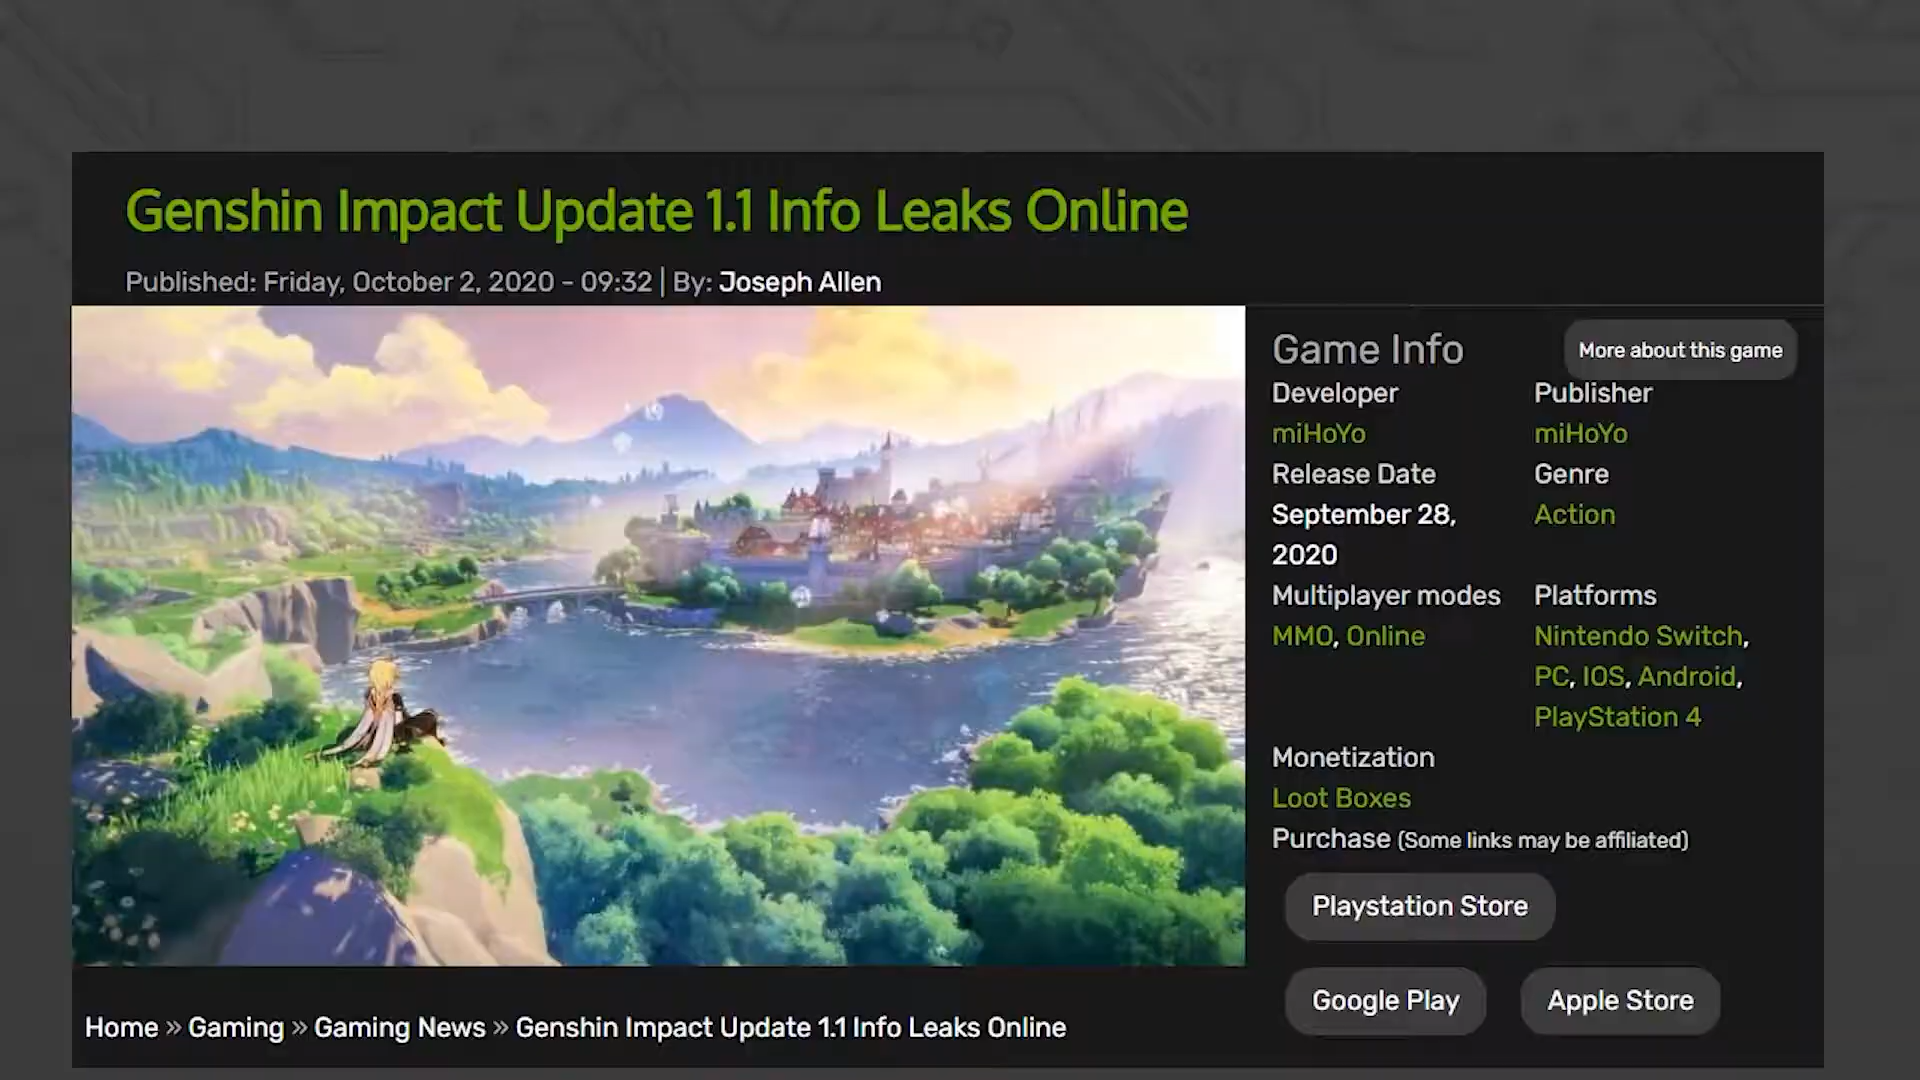 Genshin Impact Update 1.1 Info Leaks Online
Published: Friday, October 2, 2020 - 09:32 | By: Joseph Allen
Game Info
More about this game
Developer
miHoYo
Publisher
miHoYo
Release Date
September 28,
2020
Genre
Action
Multiplayer modes
MMO, Online
Platforms
Nintendo Switch,
PC, IOS, Android,
PlayStation 4
Monetization
Loot Boxes
Purchase (Some links may be affiliated)
Playstation Store
Google Play
Apple Store
Home » Gaming » Gaming News » Genshin Impact Update 1.1 Info Leaks Online